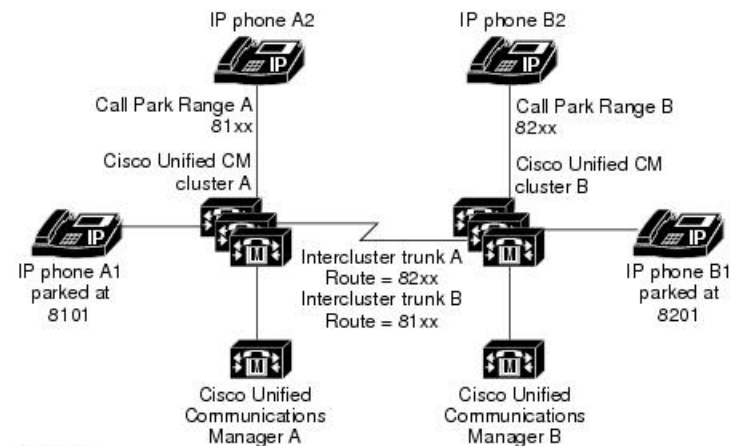 IP phone A2
IP phone B2
IP
IP
Call Park Range A
81xx
Call Park Range B
82xx
Cisco Unified CM
cluster A
Cisco Unified CM
cluster B
IP
IP
M
M
IP phone A1
parked at
8101
Intercluster trunk A
Route = 82xx
Intercluster trunk B
Route = 81xx
IP phone B1
parked at
8201
M
M
Cisco Unified
Communications
Manager A
Cisco Unified
Communications
Manager B